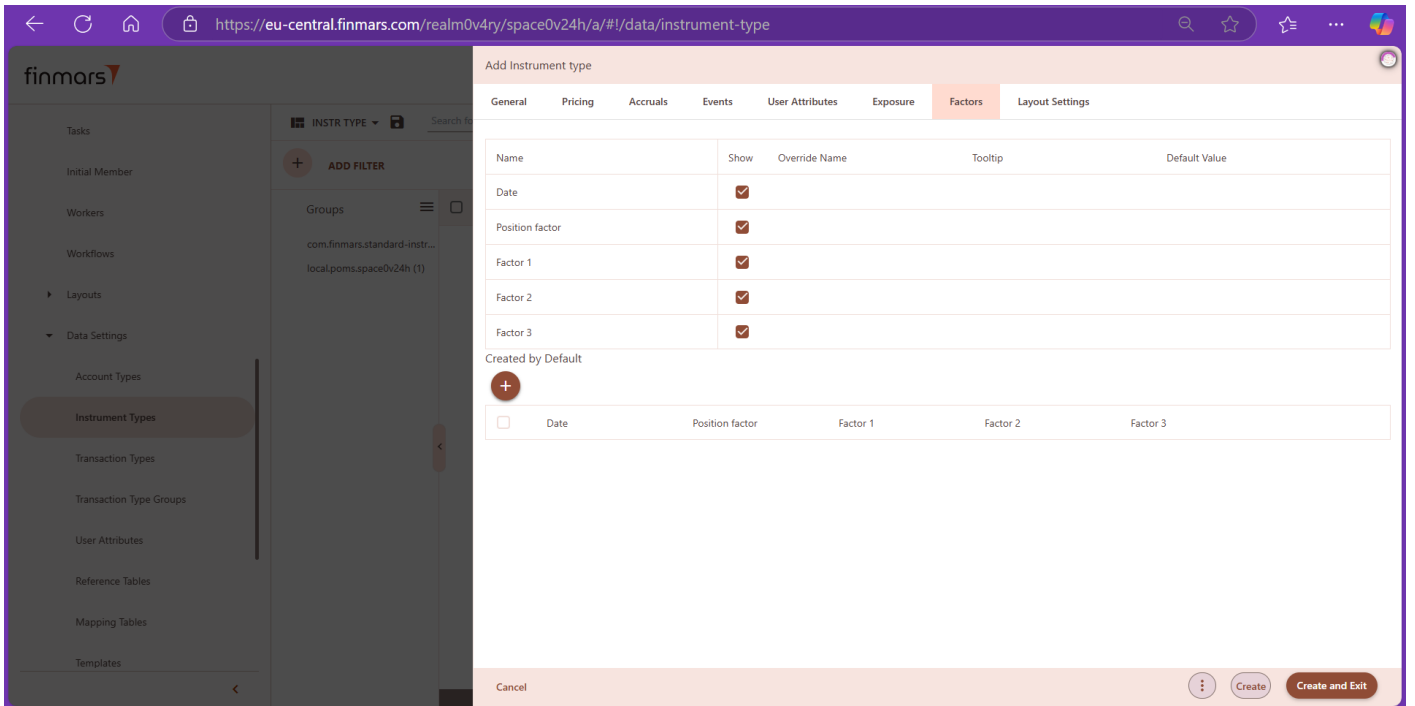 https://eu-central.finmars.com/realm0v4ry/space0v24h/a/#!/data/instrument-type
finmars
Add Instrument type
General Pricing Accruals Events User Attributes Exposure Factors Layout Settings
Tasks
INSTR TYPE Search fo
Initial Member
ADD FILTER
Name Show Override Name Tooltip Default Value
Date
Workers
Groups
Position factor
com.finmars.standard-instr...
Workflows
Factor 1
local.poms.space0v24h (1)
Layouts
Factor 2
Data Settings
Factor 3
Created by Default
Account Types
Instrument Types
Date Position factor Factor 1 Factor 2 Factor 3
Transaction Types
Transaction Type Groups
User Attributes
Reference Tables
Mapping Tables
Templates
Cancel Create Create and Exit